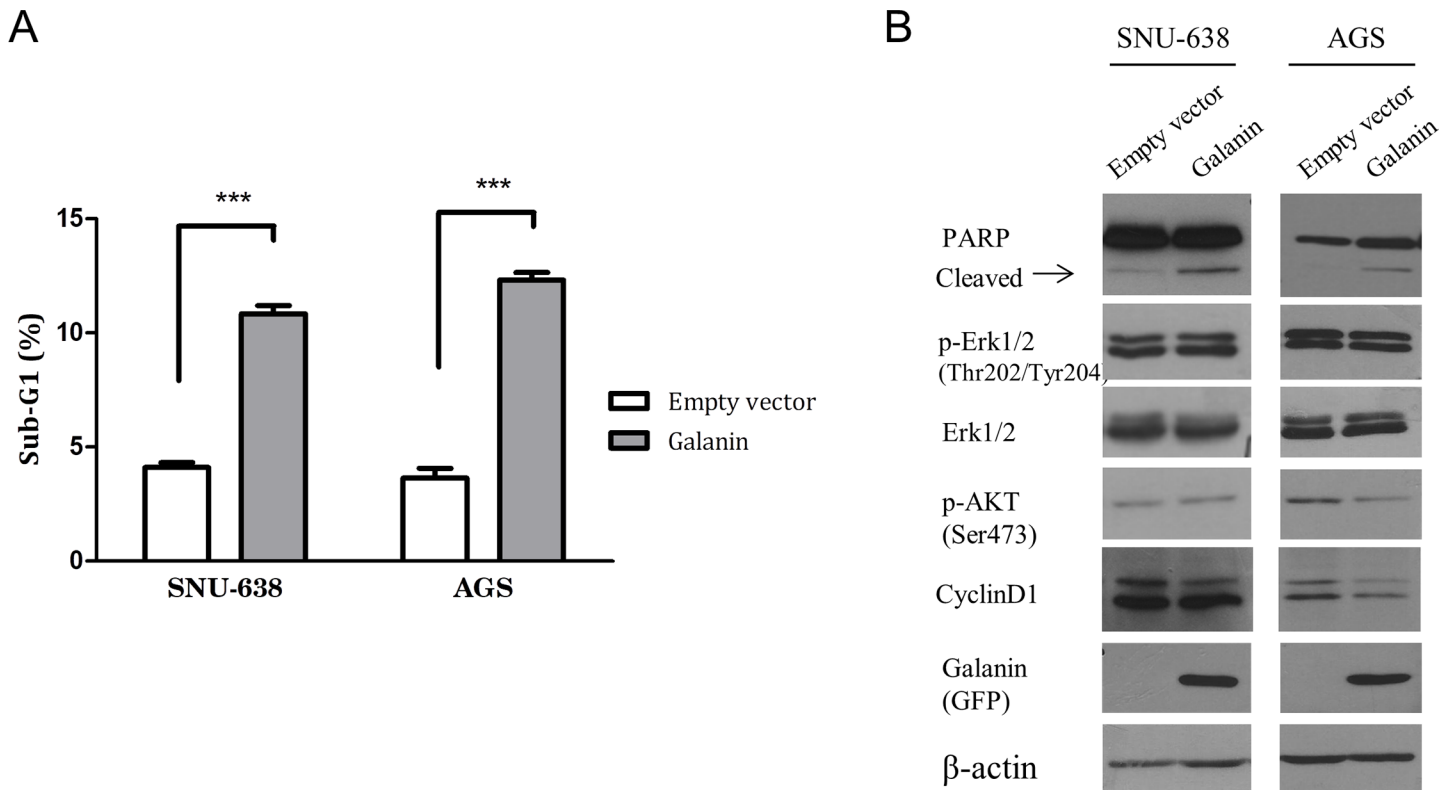 A
***
***
15
10
5
0
Sub-G1 (%)
SNU-638
AGS
Empty vector
Galanin
B
SNU-638
AGS
Empty vector
Galanin
Empty vector
Galanin
PARP
Cleaved
p-Erk1/2
(Thr202/Tyr204)
Erk1/2
p-AKT
(Ser473)
CyclinD1
Galanin
(GFP)
β-actin